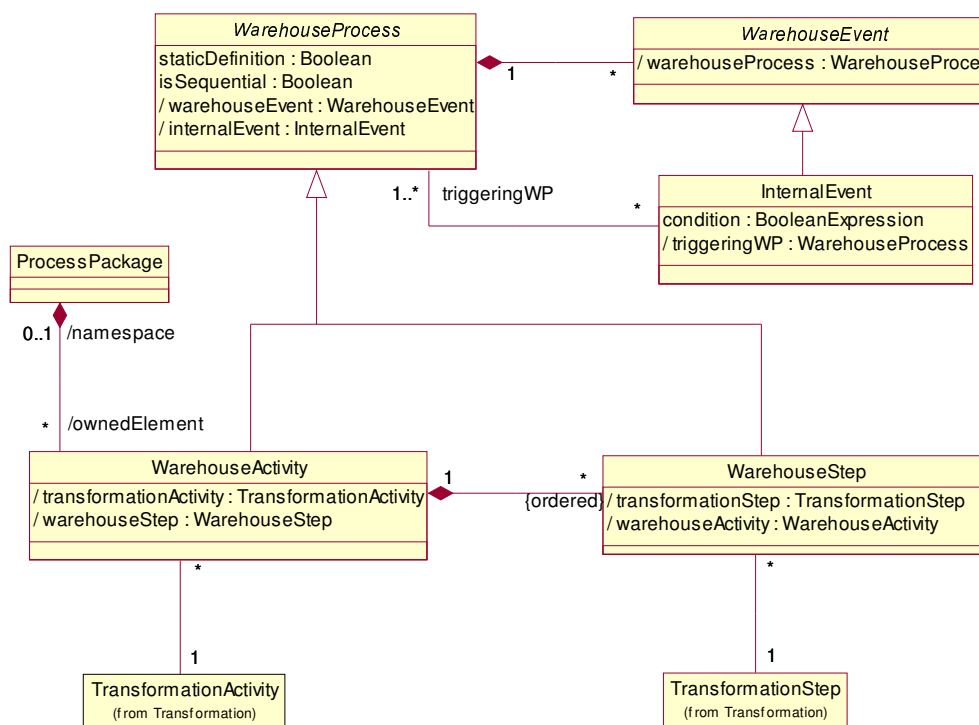 WarehouseProcess
staticDefinition : Boolean
isSequential : Boolean
/ warehouseEvent : WarehouseEvent
/ internalEvent : InternalEvent
1
*
WarehouseEvent
/ warehouseProcess : WarehouseProce
1..*
triggeringWP
*
InternalEvent
condition : BooleanExpression
/ triggeringWP : WarehouseProcess
ProcessPackage
0..1
/namespace
*
/ownedElement
WarehouseActivity
/ transformationActivity : TransformationActivity
/ warehouseStep : WarehouseStep
1
*
{ordered}
WarehouseStep
/ transformationStep : TransformationStep
/ warehouseActivity : WarehouseActivity
*
1
TransformationActivity
(from Transformation)
*
1
TransformationStep
(from Transformation)